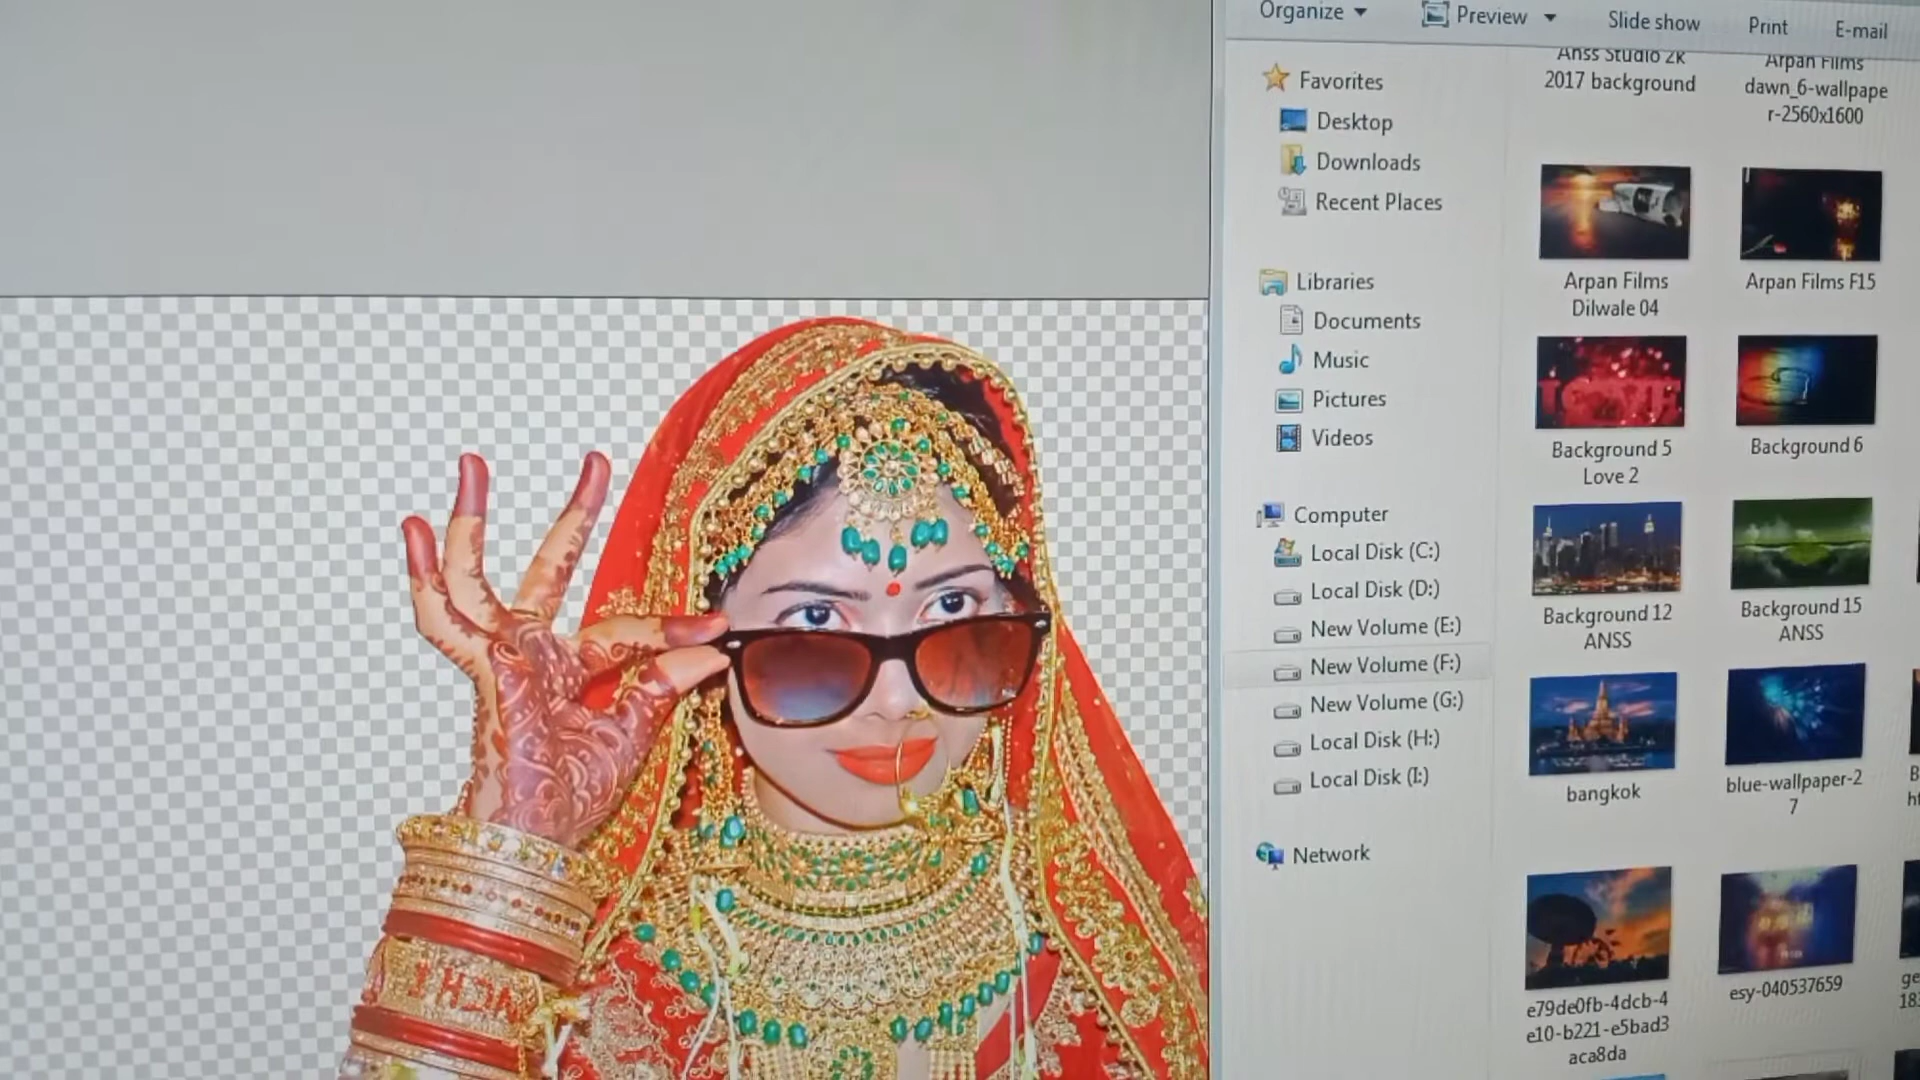 Organize
Preview
Slide show
Print
E-mail
Favorites
Desktop
Downloads
Recent Places
Libraries
Documents
Music
Pictures
Videos
Computer
Local Disk (C:)
Local Disk (D:)
New Volume (E:)
New Volume (F:)
New Volume (G:)
Local Disk (H:)
Local Disk (I:)
Network
Anss Studio 2k
2017 background
Arpan Films
dawn_6-wallpape
r-2560x1600
Arpan Films
Dilwale 04
Arpan Films F15
Background 5
Love 2
Background 6
Background 12
ANSS
Background 15
ANSS
bangkok
blue-wallpaper-2
7
e79de0fb-4dcb-4
e10-b221-e5bad3
aca8da
esy-040537659